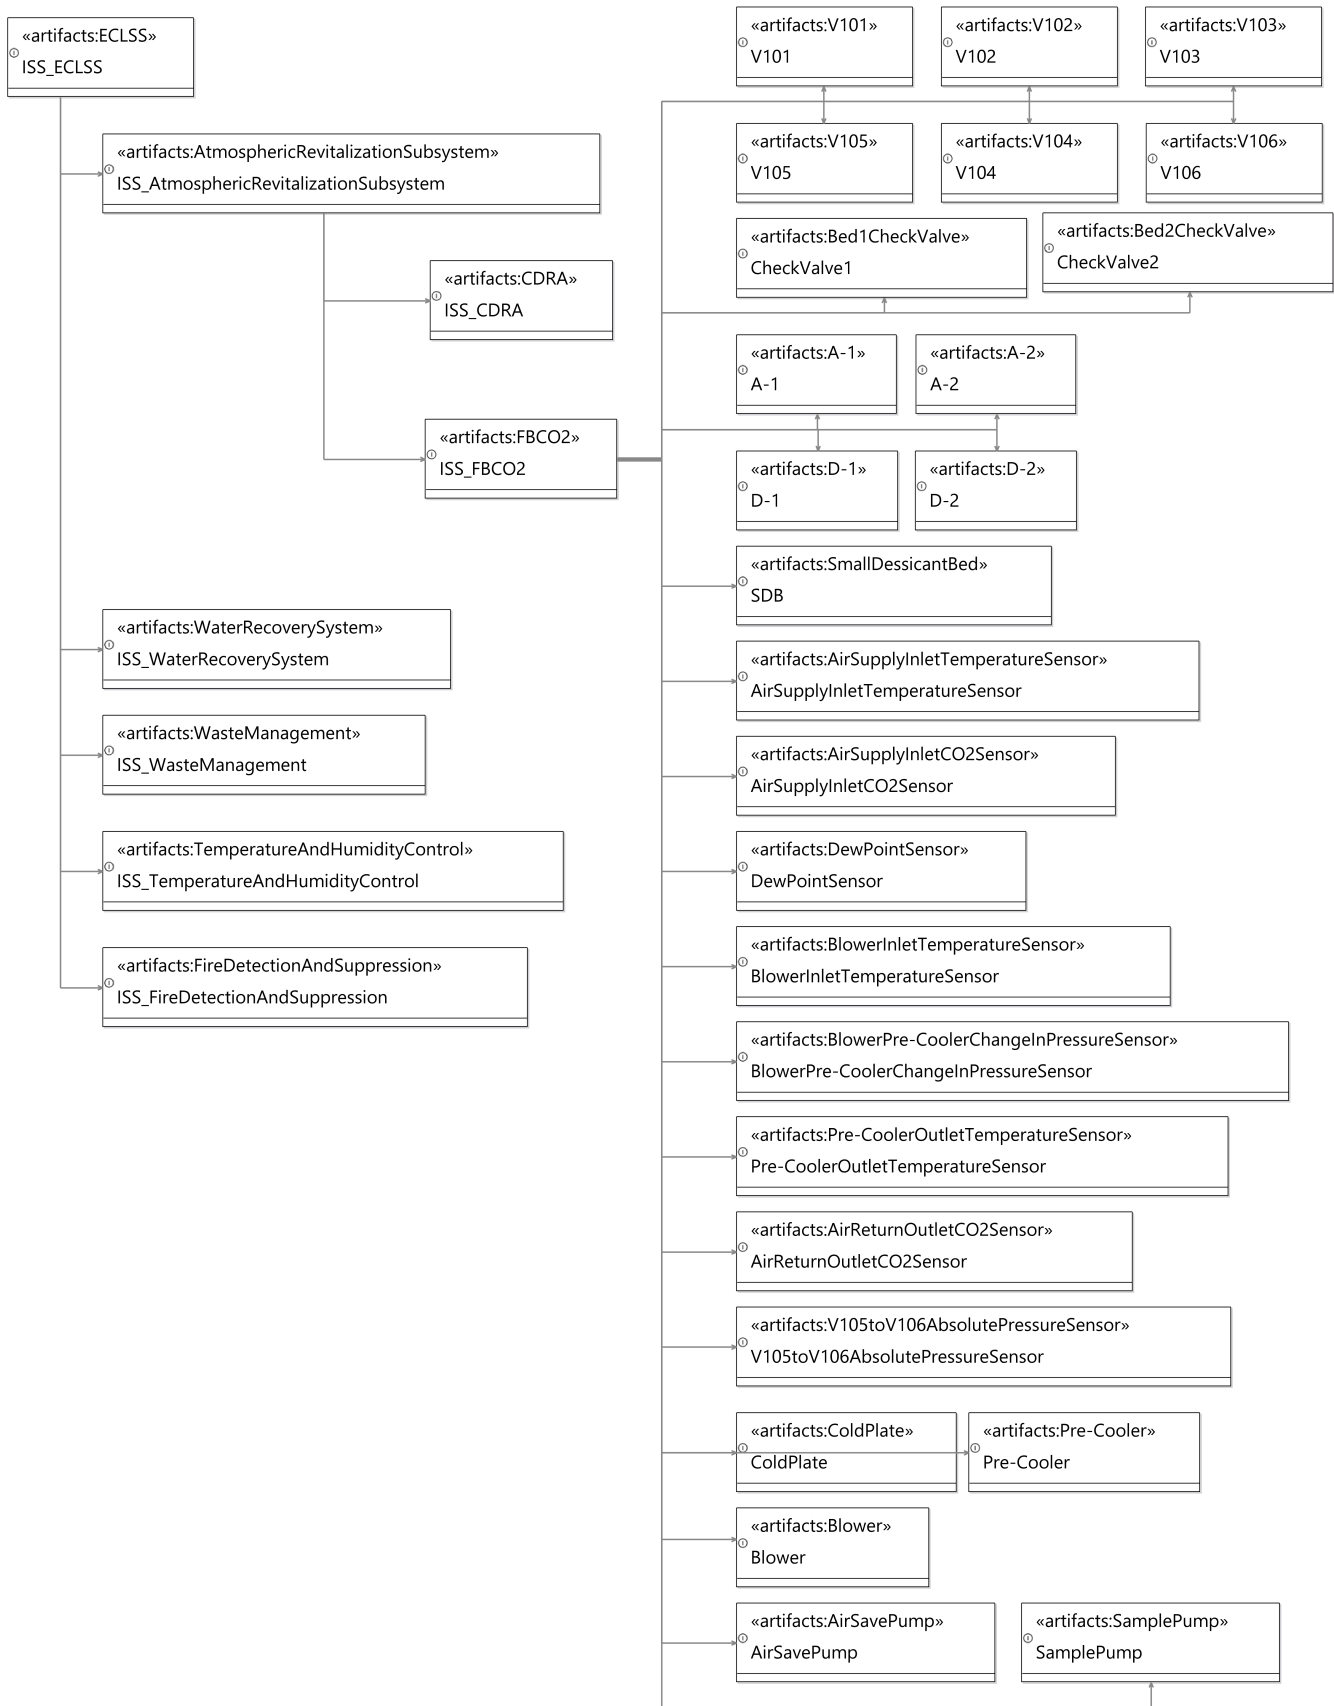 «artifacts:ECLSS»
ISS_ECLSS
«artifacts:AtmosphericRevitalizationSubsystem»
ISS_AtmosphericRevitalizationSubsystem
«artifacts:CDRA»
ISS_CDRA
«artifacts:FBCO2»
ISS_FBCO2
«artifacts:WaterRecoverySystem»
ISS_WaterRecoverySystem
«artifacts:WasteManagement»
ISS_WasteManagement
«artifacts:TemperatureAndHumidityControl»
ISS_TemperatureAndHumidityControl
«artifacts:FireDetectionAndSuppression»
ISS_FireDetectionAndSuppression
«artifacts:V101»
V101
«artifacts:V102»
V102
«artifacts:V103»
V103
«artifacts:V105»
V105
«artifacts:V104»
V104
«artifacts:V106»
V106
«artifacts:Bed1CheckValve»
CheckValve1
«artifacts:Bed2CheckValve»
CheckValve2
«artifacts:A-1»
A-1
«artifacts:A-2»
A-2
«artifacts:D-1»
D-1
«artifacts:D-2»
D-2
«artifacts:SmallDessicantBed»
SDB
«artifacts:AirSupplyInletTemperatureSensor»
AirSupplyInletTemperatureSensor
«artifacts:AirSupplyInletCO2Sensor»
AirSupplyInletCO2Sensor
«artifacts:DewPointSensor»
DewPointSensor
«artifacts:BlowerInletTemperatureSensor»
BlowerInletTemperatureSensor
«artifacts:BlowerPre-CoolerChangeInPressureSensor»
BlowerPre-CoolerChangeInPressureSensor
«artifacts:Pre-CoolerOutletTemperatureSensor»
Pre-CoolerOutletTemperatureSensor
«artifacts:AirReturnOutletCO2Sensor»
AirReturnOutletCO2Sensor
«artifacts:V105toV106AbsolutePressureSensor»
V105toV106AbsolutePressureSensor
«artifacts:ColdPlate»
ColdPlate
«artifacts:Pre-Cooler»
Pre-Cooler
«artifacts:Blower»
Blower
«artifacts:AirSavePump»
AirSavePump
«artifacts:SamplePump»
SamplePump